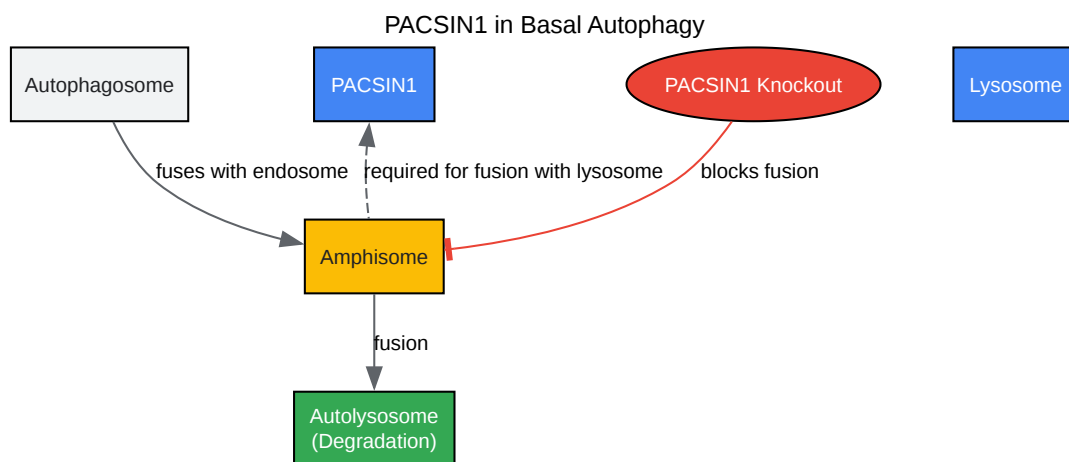 PACSIN1 in Basal Autophagy
Autophagosome
PACSIN1
PACSIN1 Knockout
Lysosome
fuses with endosome
required for fusion with lysosome
blocks fusion
Amphisome
fusion
Autolysosome
(Degradation)